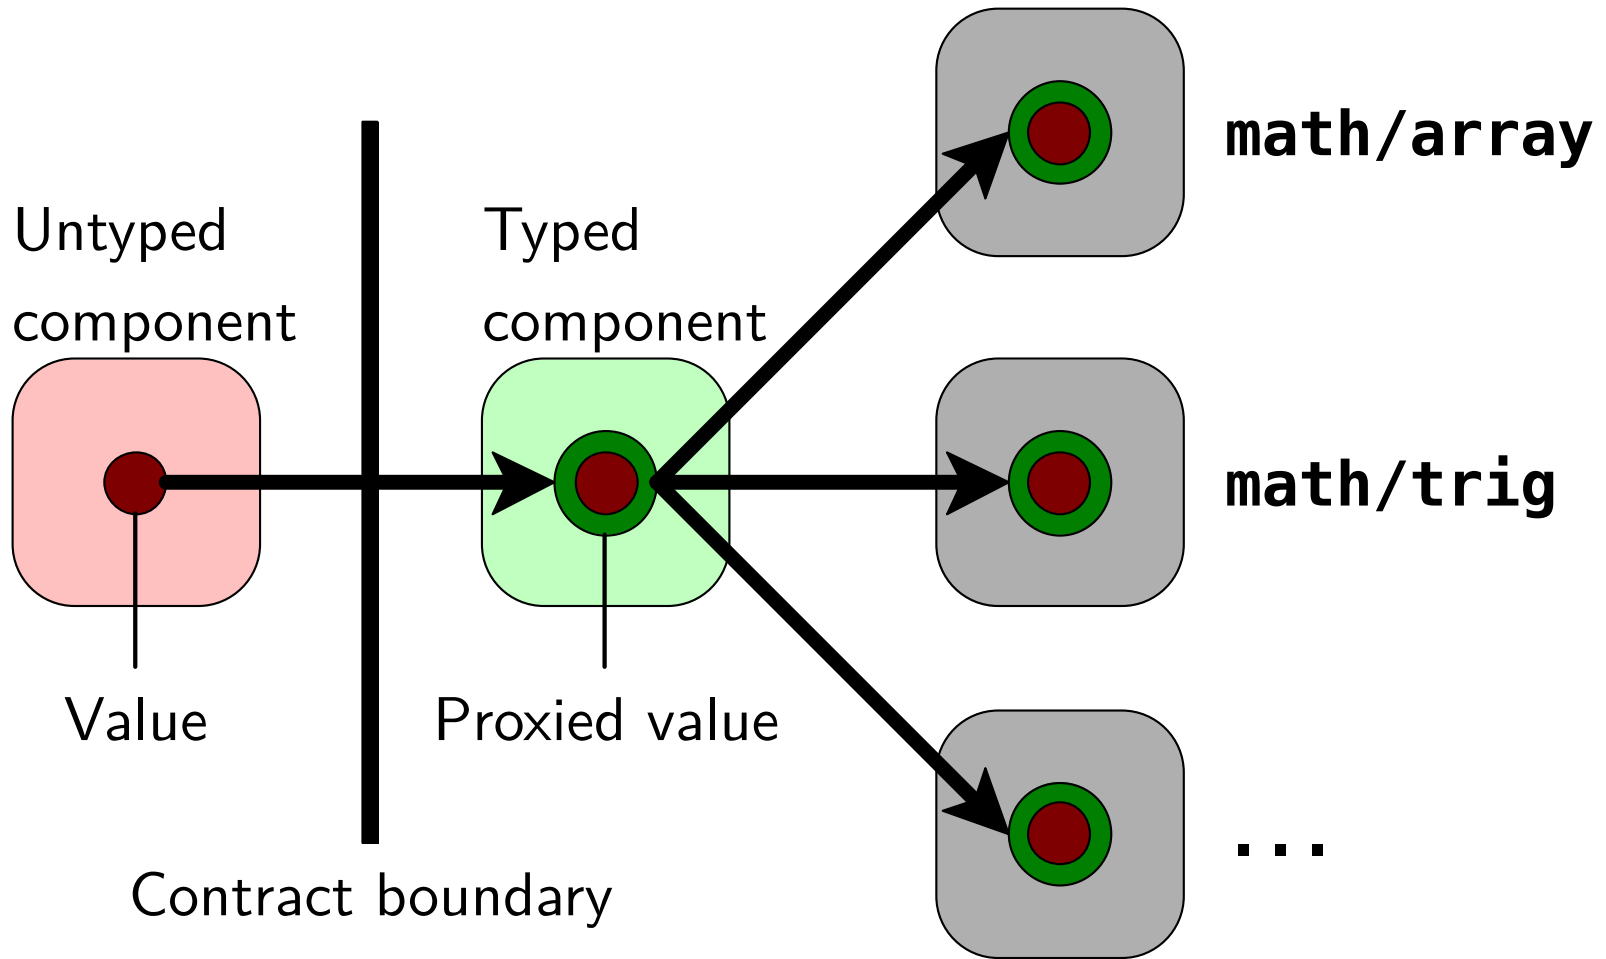 Untyped
component
Typed
component
Value
Proxied value
Contract boundary
math/array
math/trig
...